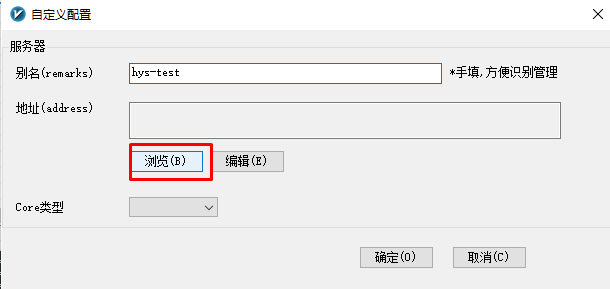 自定义配置
服务器
别名(remarks) hys-test *手填,方便识别管理
地址(address)
浏览(B) 编辑(E)
Core类型
确定(O) 取消(C)